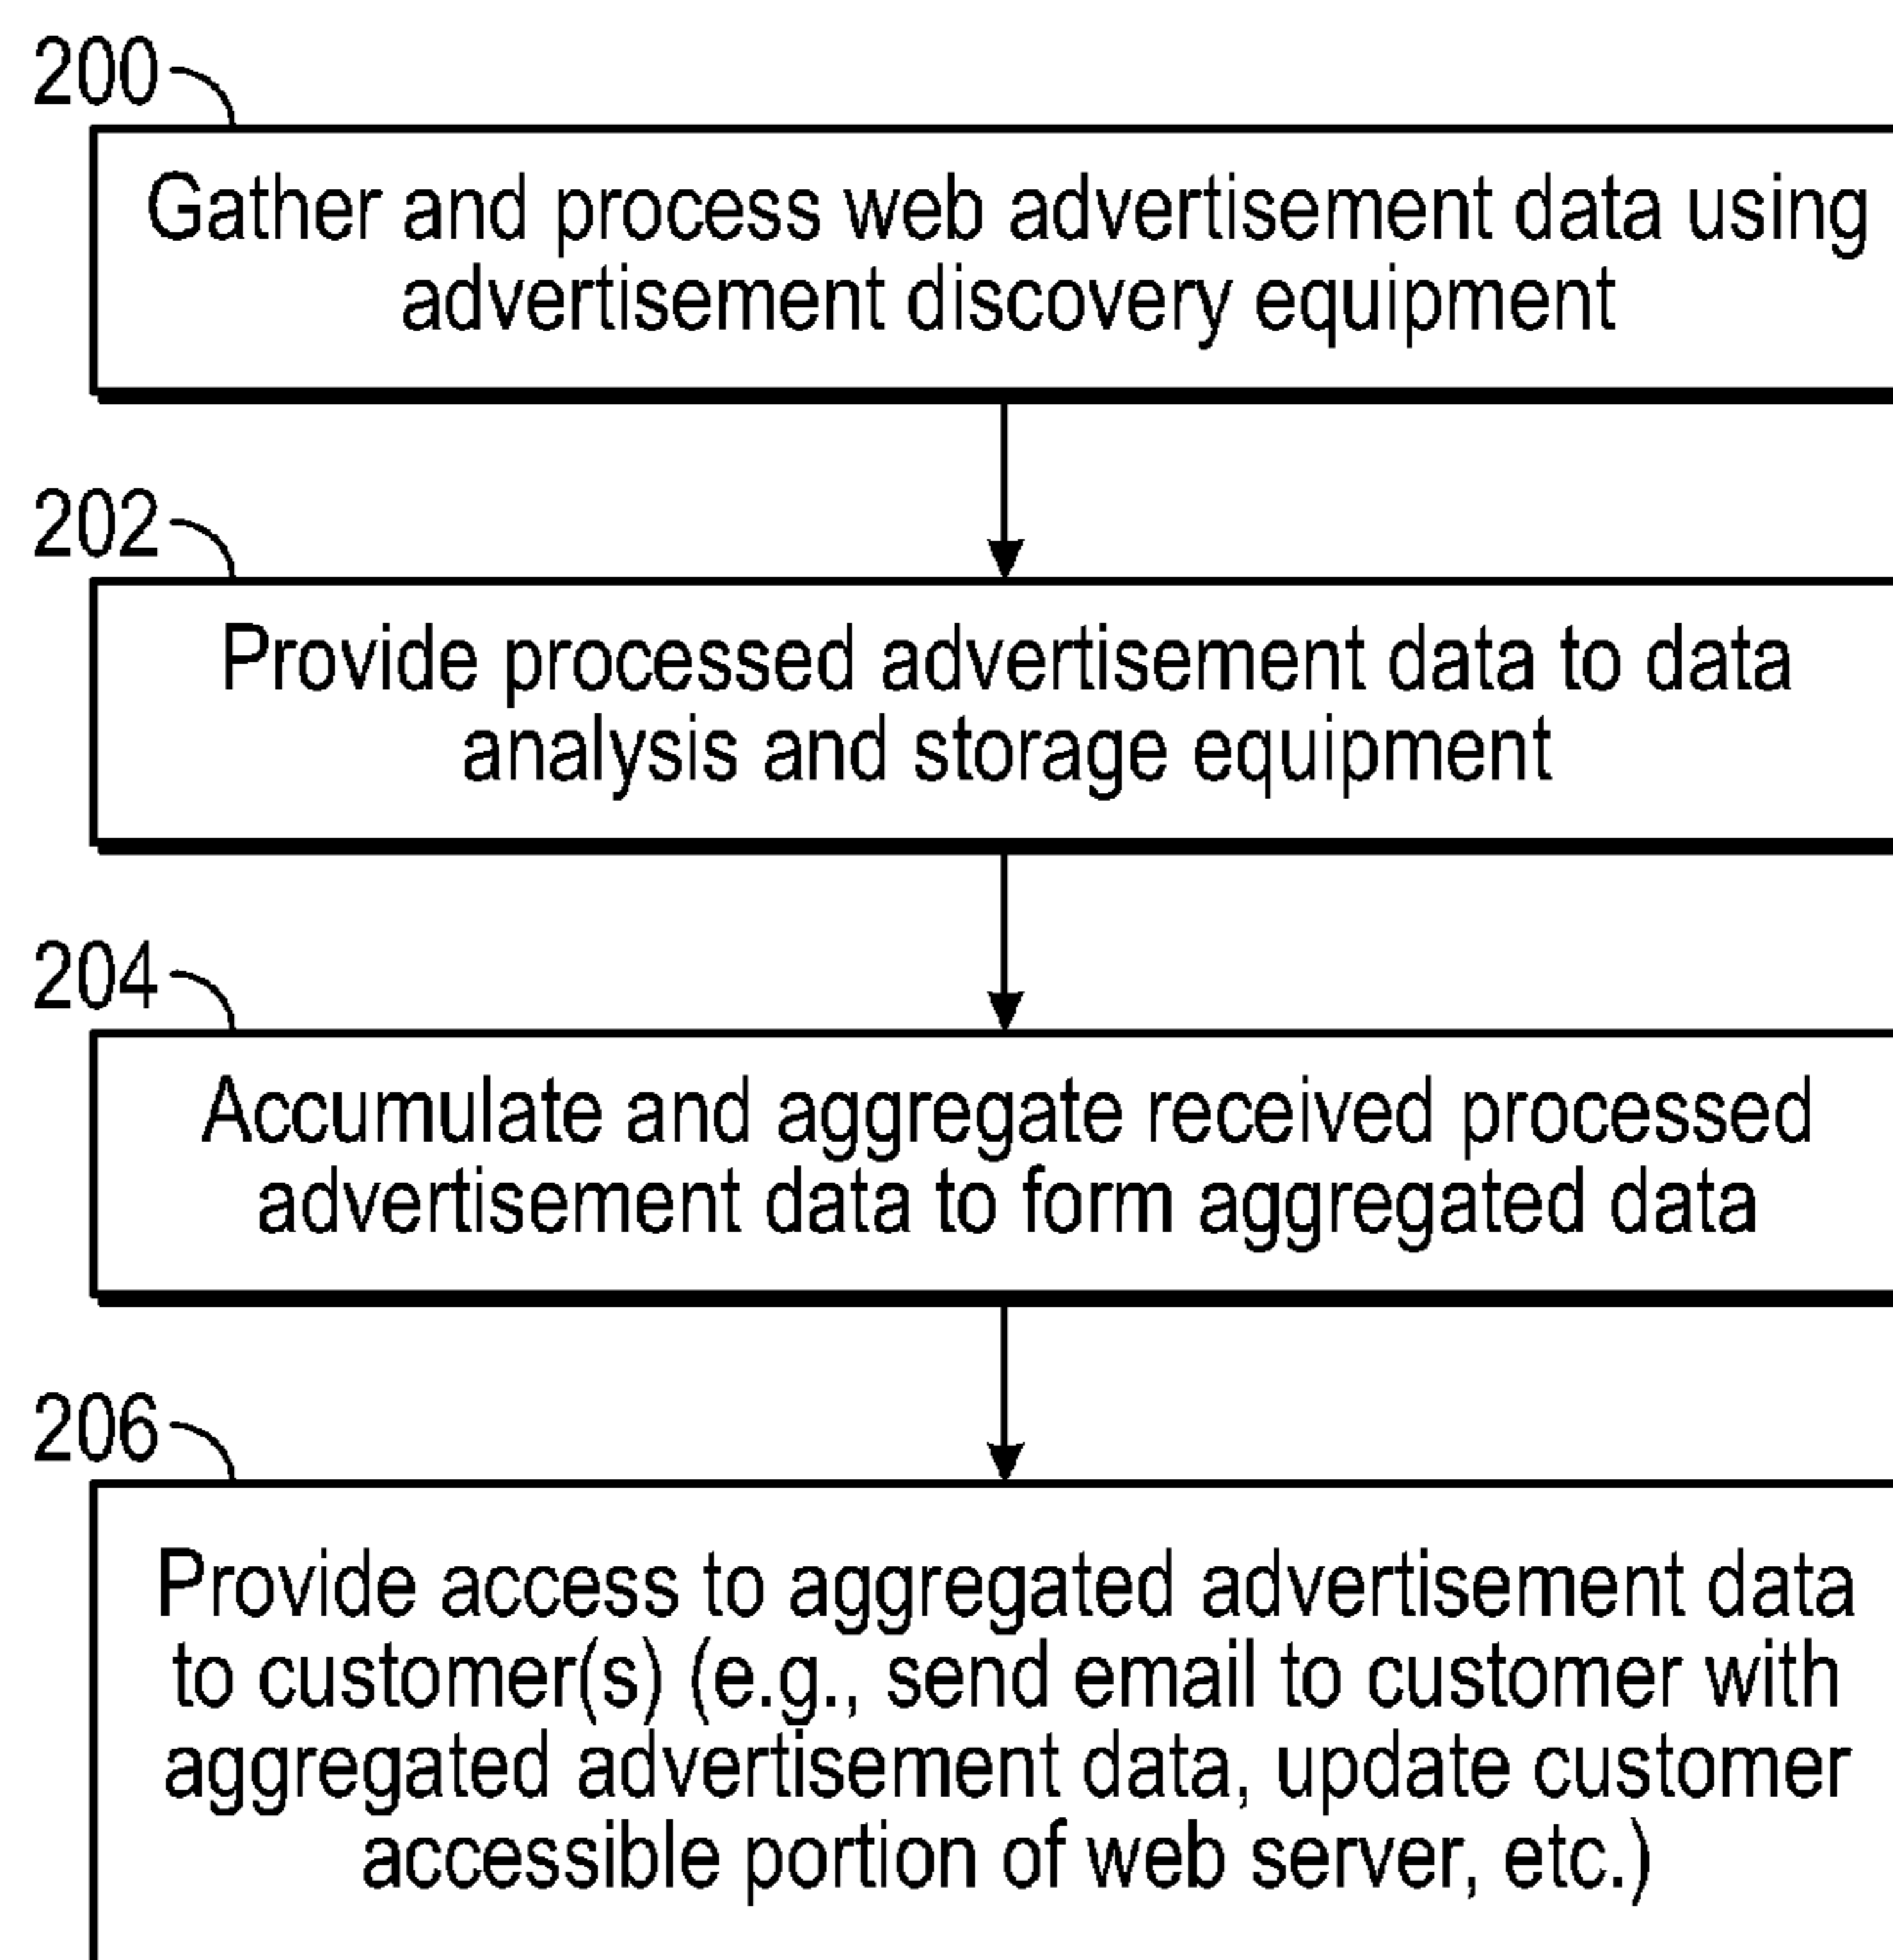 200
Gather and process web advertisement data using
advertisement discovery equipment
202
Provide processed advertisement data to data
analysis and storage equipment
204
Accumulate and aggregate received processed
advertisement data to form aggregated data
206
Provide access to aggregated advertisement data
to customer(s) (e.g., send email to customer with
aggregated advertisement data, update customer
accessible portion of web server, etc.)